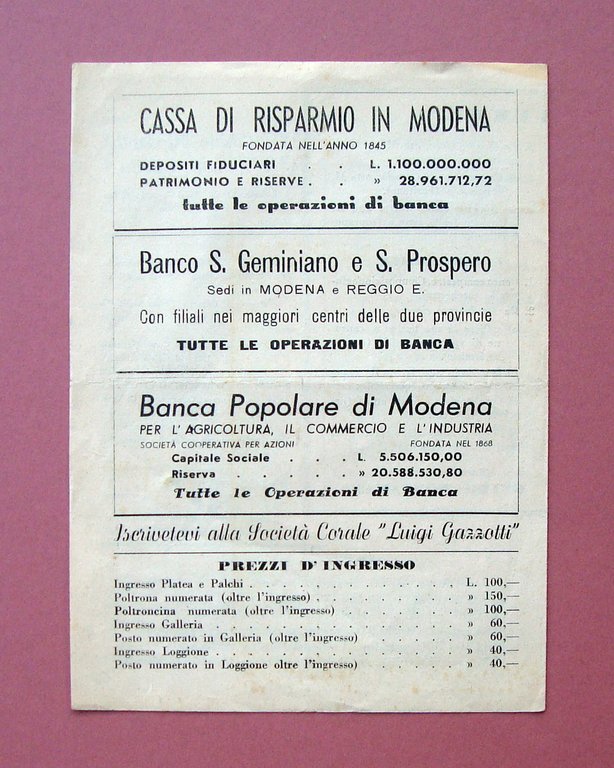 CASSA DI RISPARMIO IN MODENA
FONDATA NELL'ANNO 1845
DEPOSITI FIDUCIARI . . L. 1.100.000.000
PATRIMONIO E RISERVE . . » 28.961.712,72
tutte le operazioni di banca
Banco S. Geminiano e S. Prospero
Sedi in MODENA e REGGIO E.
Con filiali nei maggiori centri delle due provincie
TUTTE LE OPERAZIONI DI BANCA
Banca Popolare di Modena
PER L'AGRICOLTURA, IL COMMERCIO E L'INDUSTRIA
SOCIETÀ COOPERATIVA PER AZIONI FONDATA NEL 1868
Capitale Sociale . . . L. 5.506.150,00
Riserva . . . . . » 20.588.530,80
Tutte le Operazioni di Banca
Iscrivetevi alla Società Corale "Luigi Gazzotti"
PREZZI D'INGRESSO
Ingresso Platea e Palchi . . . . . . . . . . . L. 100,—
Poltrona numerata (oltre l'ingresso) . . . . . . . . » 150,—
Poltroncina numerata (oltre l'ingresso) . . . . . . . » 100,—
Ingresso Galleria . . . . . . . . . . . . . » 60,—
Posto numerato in Galleria (oltre l'ingresso) . . . . . . » 60,—
Ingresso Loggione . . . . . . . . . . . . . » 40,—
Posto numerato in Loggione oltre l'ingresso) . . . . . . » 40,—